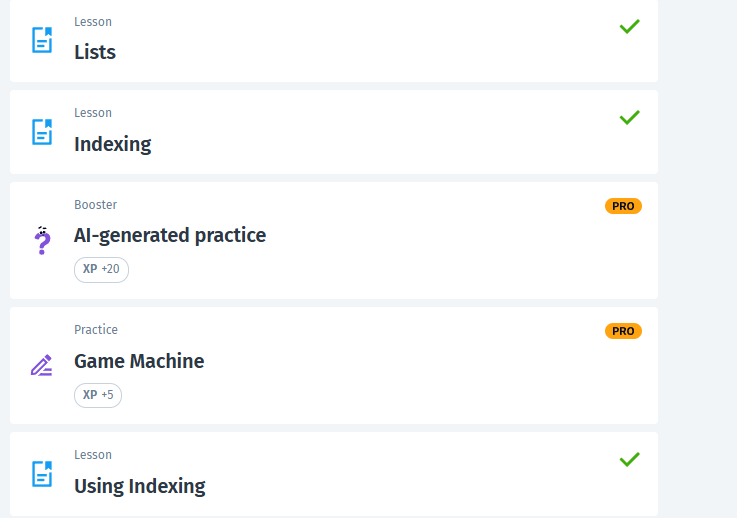 Lesson
Lists
Lesson
Indexing
Booster
PRO
AI-generated practice
XP +20
Practice
PRO
Game Machine
XP +5
Lesson
Using Indexing